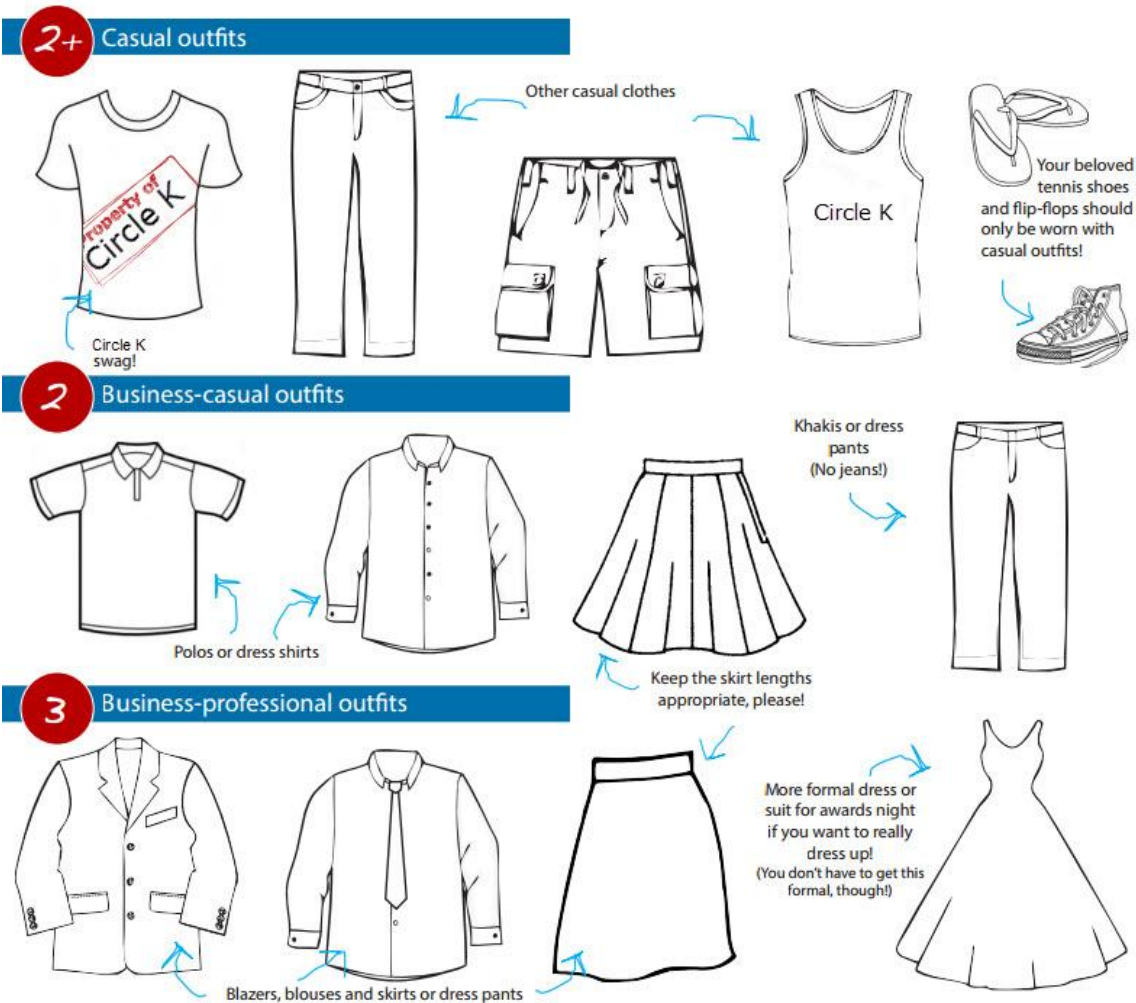 2+ Casual outfits
Other casual clothes
Property of
Circle K
Circle K
Your beloved
tennis shoes
and flip-flops should
only be worn with
casual outfits!
Circle K
swag!
2 Business-casual outfits
Khakis or dress
pants
(No jeans!)
Polos or dress shirts
Keep the skirt lengths
appropriate, please!
3 Business-professional outfits
More formal dress or
suit for awards night
if you want to really
dress up!
(You don't have to get this
formal, though!)
Blazers, blouses and skirts or dress pants